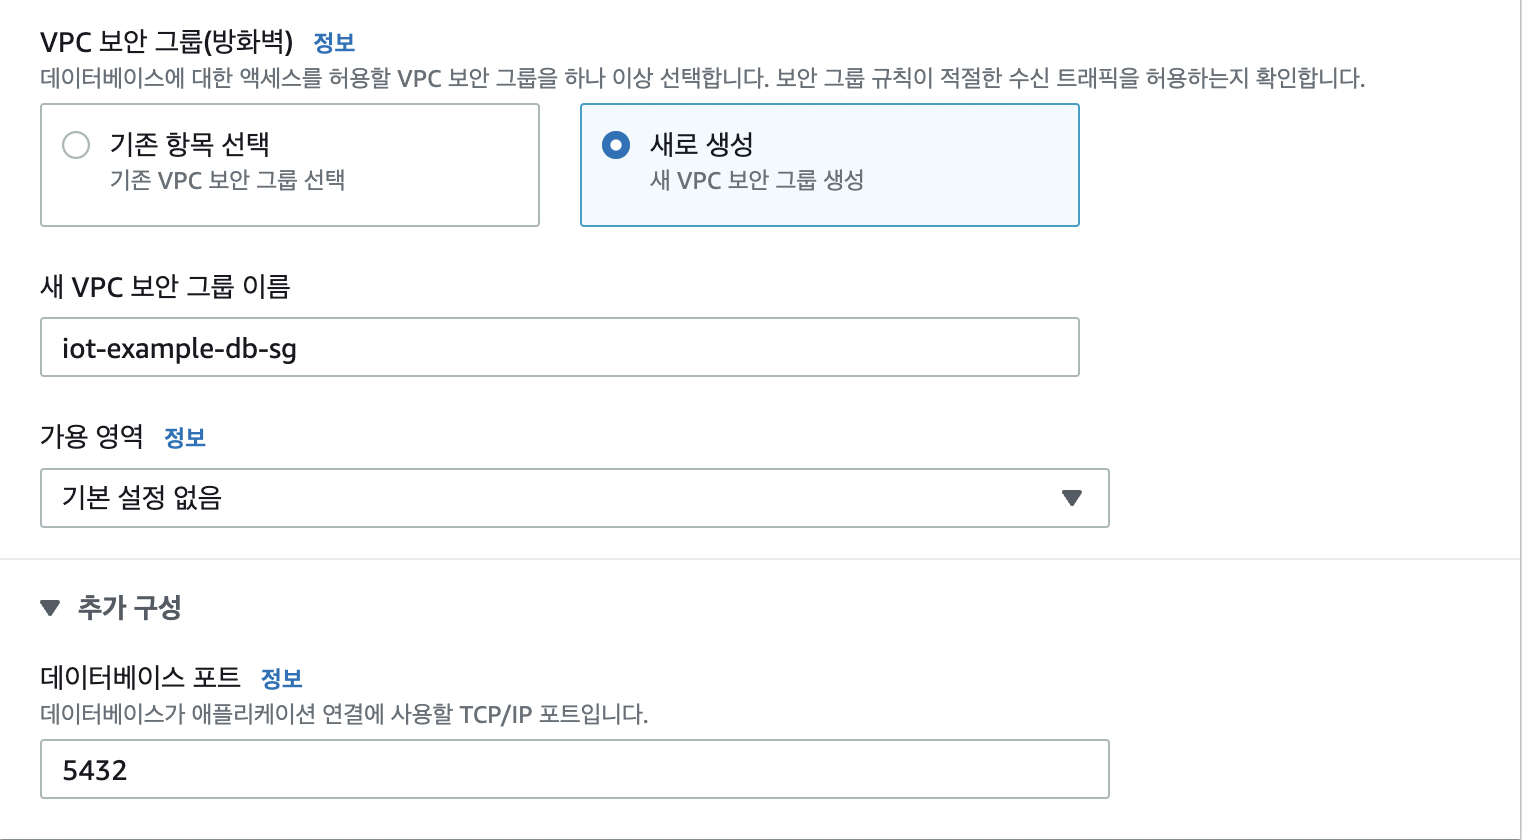 VPC 보안 그룹(방화벽) 정보
데이터베이스에 대한 액세스를 허용할 VPC 보안 그룹을 하나 이상 선택합니다. 보안 그룹 규칙이 적절한 수신 트래픽을 허용하는지 확인합니다.
기존 항목 선택
기존 VPC 보안 그룹 선택
새로 생성
새 VPC 보안 그룹 생성
새 VPC 보안 그룹 이름
iot-example-db-sg
가용 영역 정보
기본 설정 없음
추가 구성
데이터베이스 포트 정보
데이터베이스가 애플리케이션 연결에 사용할 TCP/IP 포트입니다.
5432